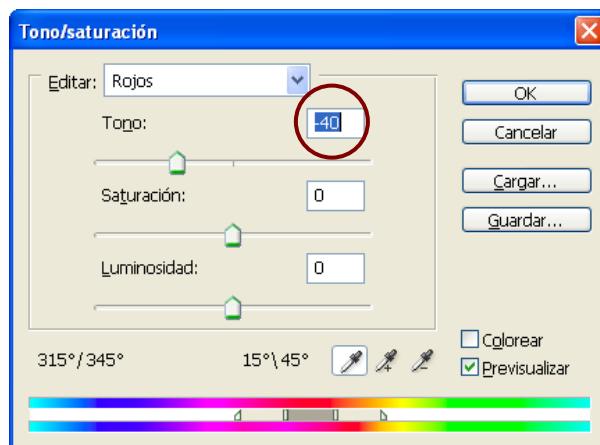 Tono/saturación
Editar: Rojos
OK
Tono: -40
Cancelar
Saturación: 0
Cargar...
Guardar...
Luminosidad: 0
Colorear
315°/345° 15°\45°
Previsualizar